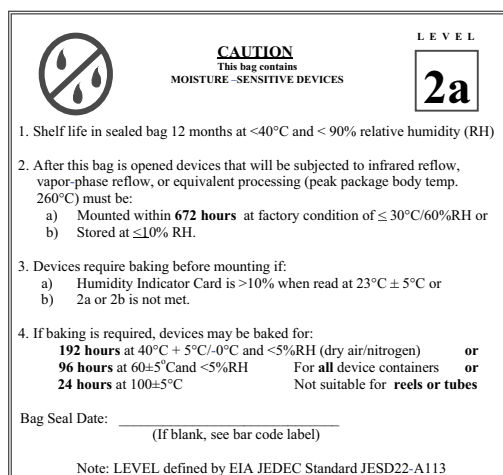 L E V E L
CAUTION
This bag contains
MOISTURE –SENSITIVE DEVICES
2a
1. Shelf life in sealed bag 12 months at <40°C and < 90% relative humidity (RH)
2. After this bag is opened devices that will be subjected to infrared reflow,
vapor-phase reflow, or equivalent processing (peak package body temp.
260°C) must be:
a) Mounted within 672 hours at factory condition of ≤ 30°C/60%RH or
b) Stored at ≤10% RH.
3. Devices require baking before mounting if:
a) Humidity Indicator Card is >10% when read at 23°C ± 5°C or
b) 2a or 2b is not met.
4. If baking is required, devices may be baked for:
192 hours at 40°C + 5°C/-0°C and <5%RH (dry air/nitrogen) or
96 hours at 60±5°Cand <5%RH For all device containers or
24 hours at 100±5°C Not suitable for reels or tubes
Bag Seal Date: ______________________________
(If blank, see bar code label)
Note: LEVEL defined by EIA JEDEC Standard JESD22-A113